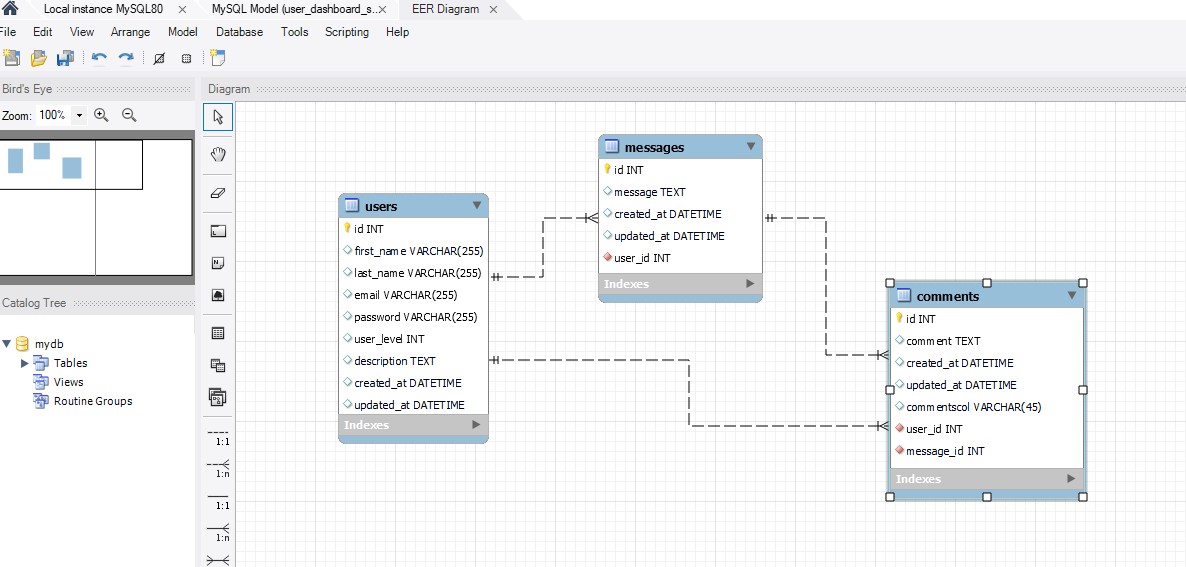 Local instance MySQL80 × MySQL Model (user_dashboard_s...× EER Diagram ×
File Edit View Arrange Model Database Tools Scripting Help
Bird's Eye
Zoom: 100%
Diagram
users
id INT
first_name VARCHAR(255)
last_name VARCHAR(255)
email VARCHAR(255)
password VARCHAR(255)
user_level INT
description TEXT
created_at DATETIME
updated_at DATETIME
Indexes
messages
id INT
message TEXT
created_at DATETIME
updated_at DATETIME
user_id INT
Indexes
comments
id INT
comment TEXT
created_at DATETIME
updated_at DATETIME
commentscol VARCHAR(45)
user_id INT
message_id INT
Indexes
Catalog Tree
mydb
Tables
Views
Routine Groups
1:1
1:n
1:1
1:n